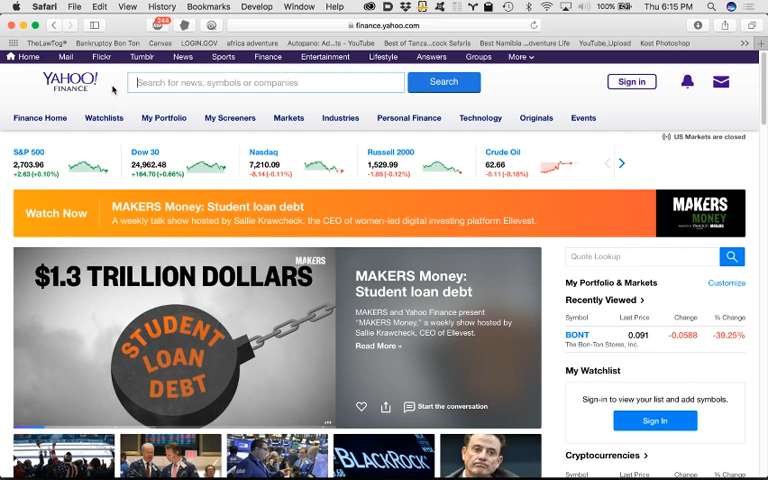 Safari File Edit View History Bookmarks Develop Window Help 100% Thu 6:15 PM
244 finance.yahoo.com
TheLawTog® Bankruptcy Bon Ton Canvas LOGIN.GOV africa adventure Autopano: Ad...ts - YouTube Best of Tanza...ock Safaris Best Namibia ...dventure Life YouTube_Upload Kost Photoshop
Home Mail Flickr Tumblr News Sports Finance Entertainment Lifestyle Answers Groups More
YAHOO!
FINANCE
Search for news, symbols or companies Search Sign in
Finance Home Watchlists My Portfolio My Screeners Markets Industries Personal Finance Technology Originals Events
US Markets are closed
S&P 500 Dow 30 Nasdaq Russell 2000 Crude Oil
2,703.96 24,962.48 7,210.09 1,529.99 62.66
+2.63 (+0.10%) +164.70 (+0.66%) -8.14 (-0.11%) -1.85 (-0.12%) -0.11 (-0.18%)
Watch Now MAKERS Money: Student loan debt
A weekly talk show hosted by Sallie Krawcheck, the CEO of women-led digital investing platform Ellevest.
MAKERS
MONEY
MAKERS
$1.3 TRILLION DOLLARS
STUDENT
LOAN
DEBT
MAKERS Money:
Student loan debt
MAKERS and Yahoo Finance present
"MAKERS Money," a weekly show hosted by
Sallie Krawcheck, CEO of Ellevest.
Read More »
Start the conversation
Quote Lookup
My Portfolio & Markets Customize
Recently Viewed
Symbol Last Price Change % Change
BONT 0.091 -0.0588 -39.25%
The Bon-Ton Stores, Inc.
My Watchlist
Sign-in to view your list and add symbols.
Sign In
Cryptocurrencies
Symbol Last Price Change % Change
BLACKROCK